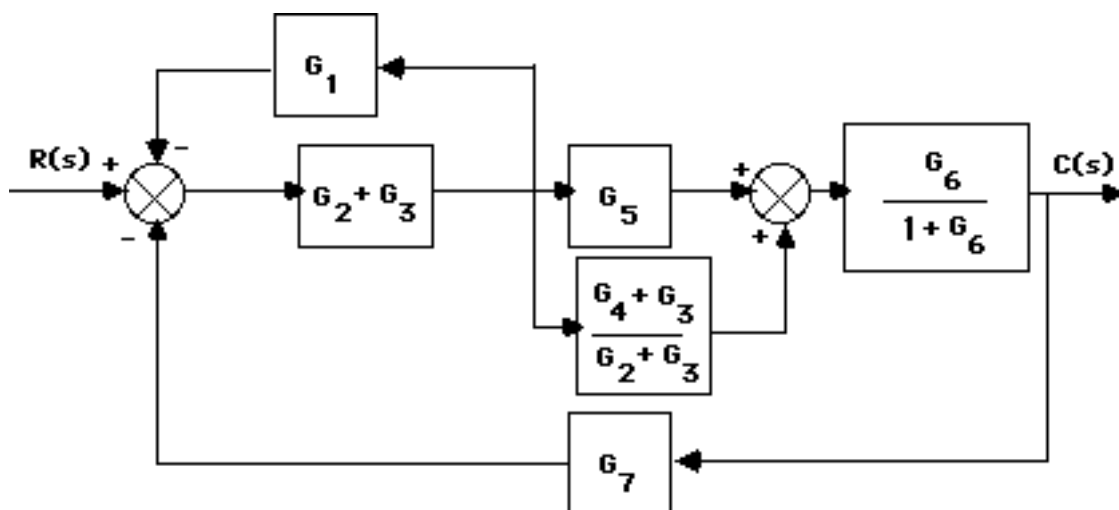 G1
R(s) + -
G2 + G3
G5
+
G6
1 + G6
C(s)
-
+
G4 + G3
G2 + G3
G7